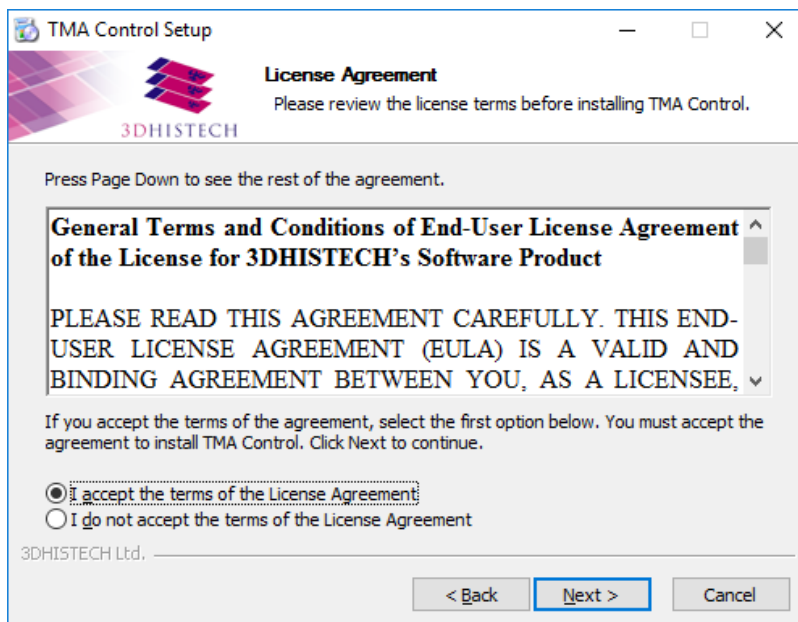 TMA Control Setup
License Agreement
Please review the license terms before installing TMA Control.
3DHISTECH
Press Page Down to see the rest of the agreement.
General Terms and Conditions of End-User License Agreement
of the License for 3DHISTECH's Software Product
PLEASE READ THIS AGREEMENT CAREFULLY. THIS END-
USER LICENSE AGREEMENT (EULA) IS A VALID AND
BINDING AGREEMENT BETWEEN YOU, AS A LICENSEE,
If you accept the terms of the agreement, select the first option below. You must accept the
agreement to install TMA Control. Click Next to continue.
I accept the terms of the License Agreement
I do not accept the terms of the License Agreement
3DHISTECH Ltd.
< Back Next > Cancel